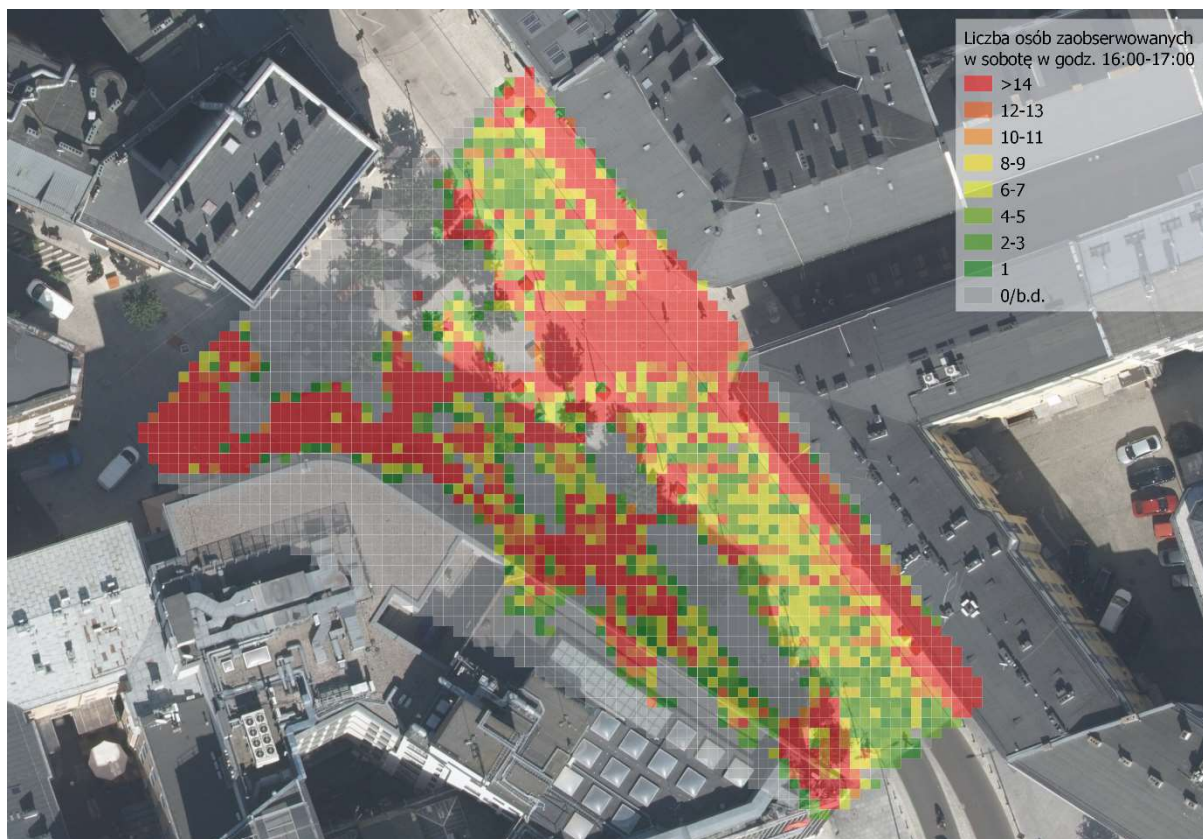 Liczba osób zaobserwowanych
w sobotę w godz. 16:00-17:00
>14
12-13
10-11
8-9
6-7
4-5
2-3
1
0/b.d.